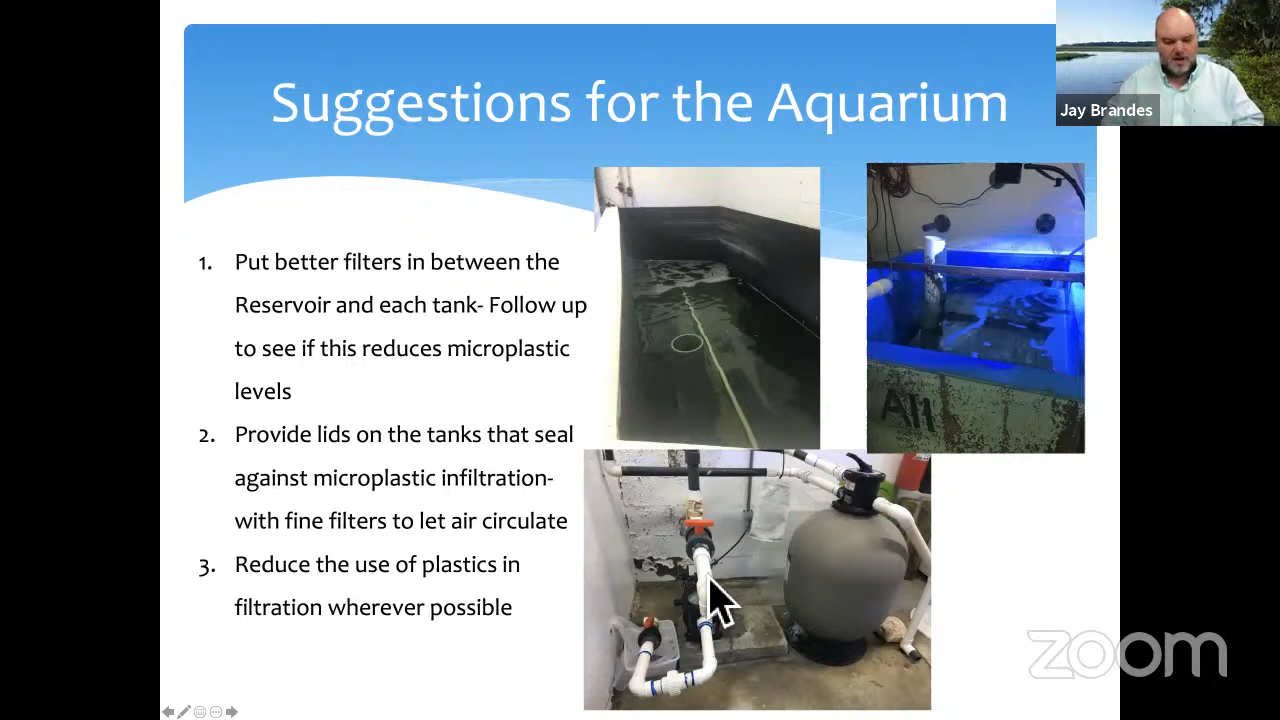 Suggestions for the Aquarium
Jay Brandes
1. Put better filters in between the
Reservoir and each tank- Follow up
to see if this reduces microplastic
levels
2. Provide lids on the tanks that seal
against microplastic infiltration-
with fine filters to let air circulate
3. Reduce the use of plastics in
filtration wherever possible
zoom